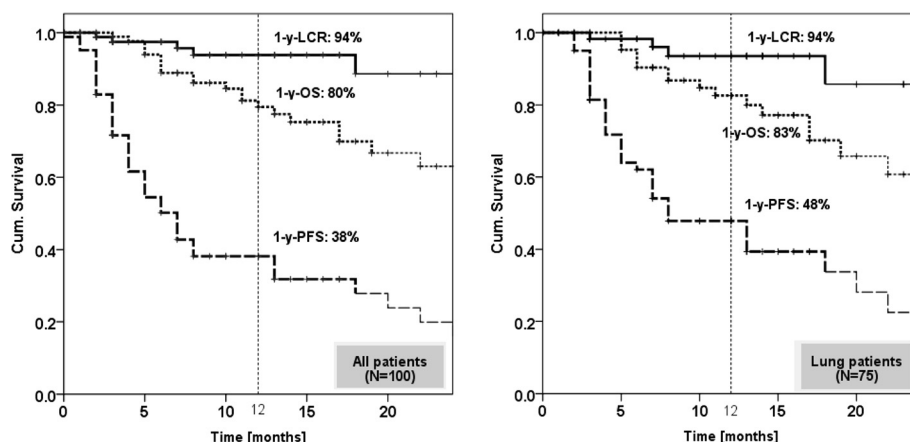 1.0
0.8
0.6
0.4
0.2
0.0
Cum. Survival
1-y-LCR: 94%
1-y-OS: 80%
1-y-PFS: 38%
All patients
(N=100)
0 5 10 12 15 20
Time [months]
1.0
0.8
0.6
0.4
0.2
0.0
Cum. Survival
1-y-LCR: 94%
1-y-OS: 83%
1-y-PFS: 48%
Lung patients
(N=75)
0 5 10 12 15 20
Time [months]